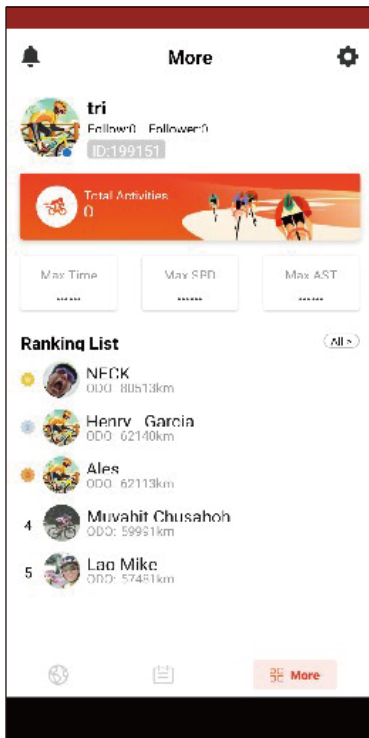 More
tri
Follow:0 Follower:0
ID:199151
Total Activities
0
Max Time
Max SPD
Max AST
------
------
------
Ranking List
All >
NECK
ODO: 80513km
Henry Garcia
ODO: 62140km
Ales
ODO: 62113km
4
Muvahit Chusahoh
ODO: 59991km
5
Lao Mike
ODO: 57481km
More